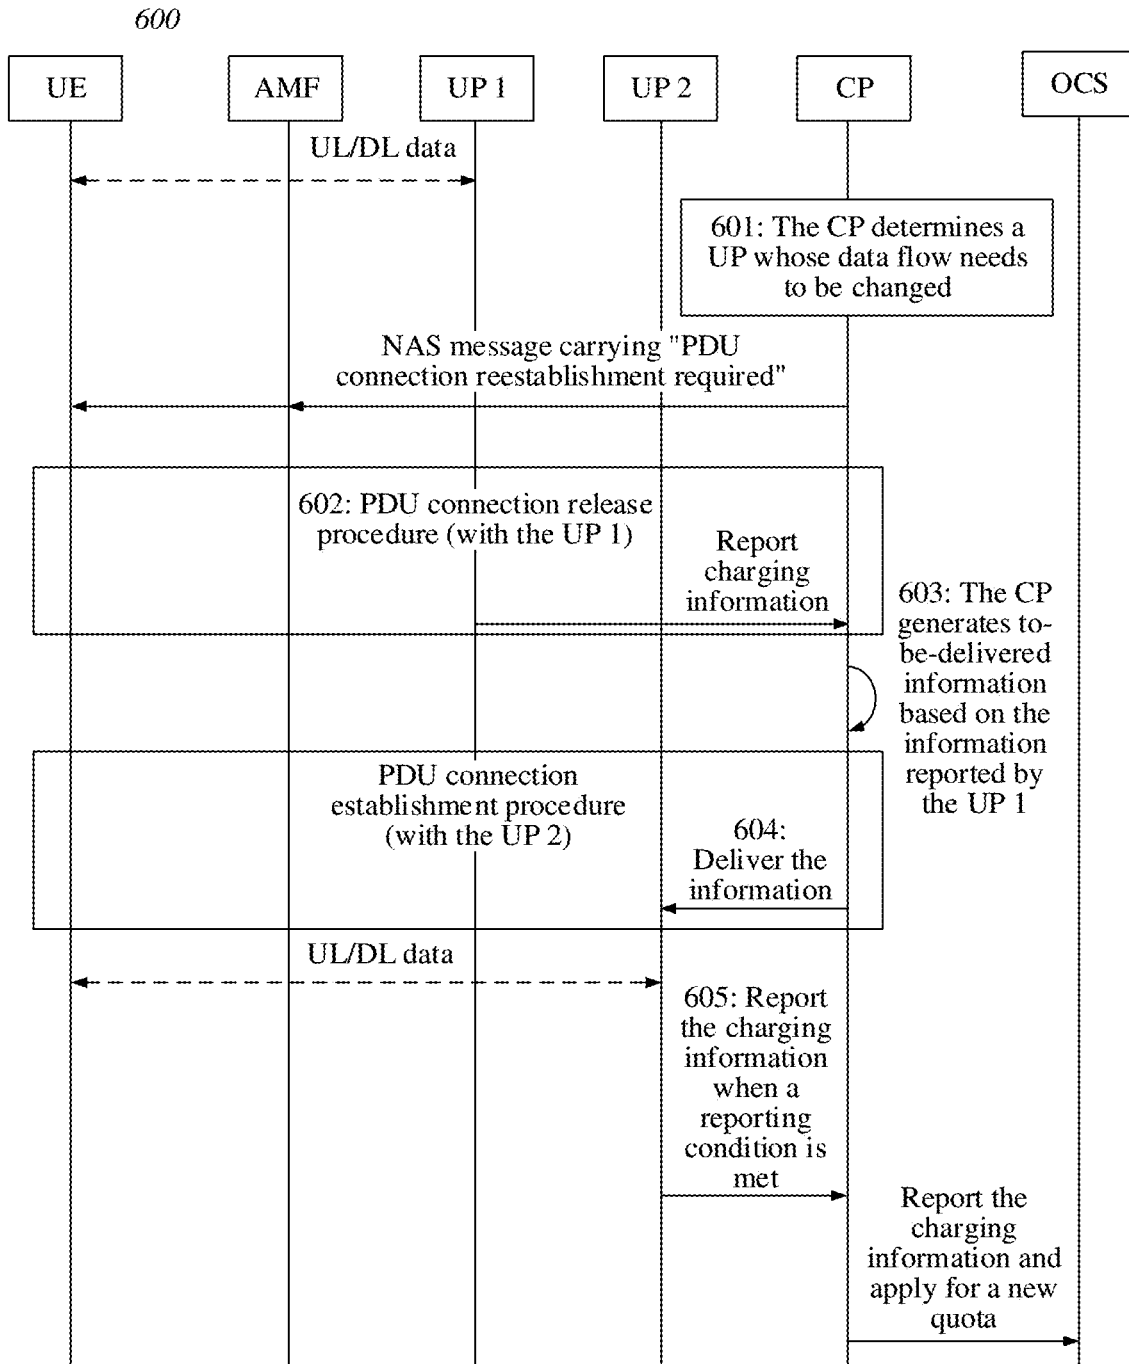 600
UE
AMF
UP 1
UP 2
CP
OCS
UL/DL data
601: The CP determines a
UP whose data flow needs
to be changed
NAS message carrying "PDU
connection reestablishment required"
602: PDU connection release
procedure (with the UP 1)
Report
charging
information
603: The CP
generates to-
be-delivered
information
based on the
information
reported by
the UP 1
PDU connection
establishment procedure
(with the UP 2)
604:
Deliver the
information
UL/DL data
605: Report
the charging
information
when a
reporting
condition is
met
Report the
charging
information and
apply for a new
quota